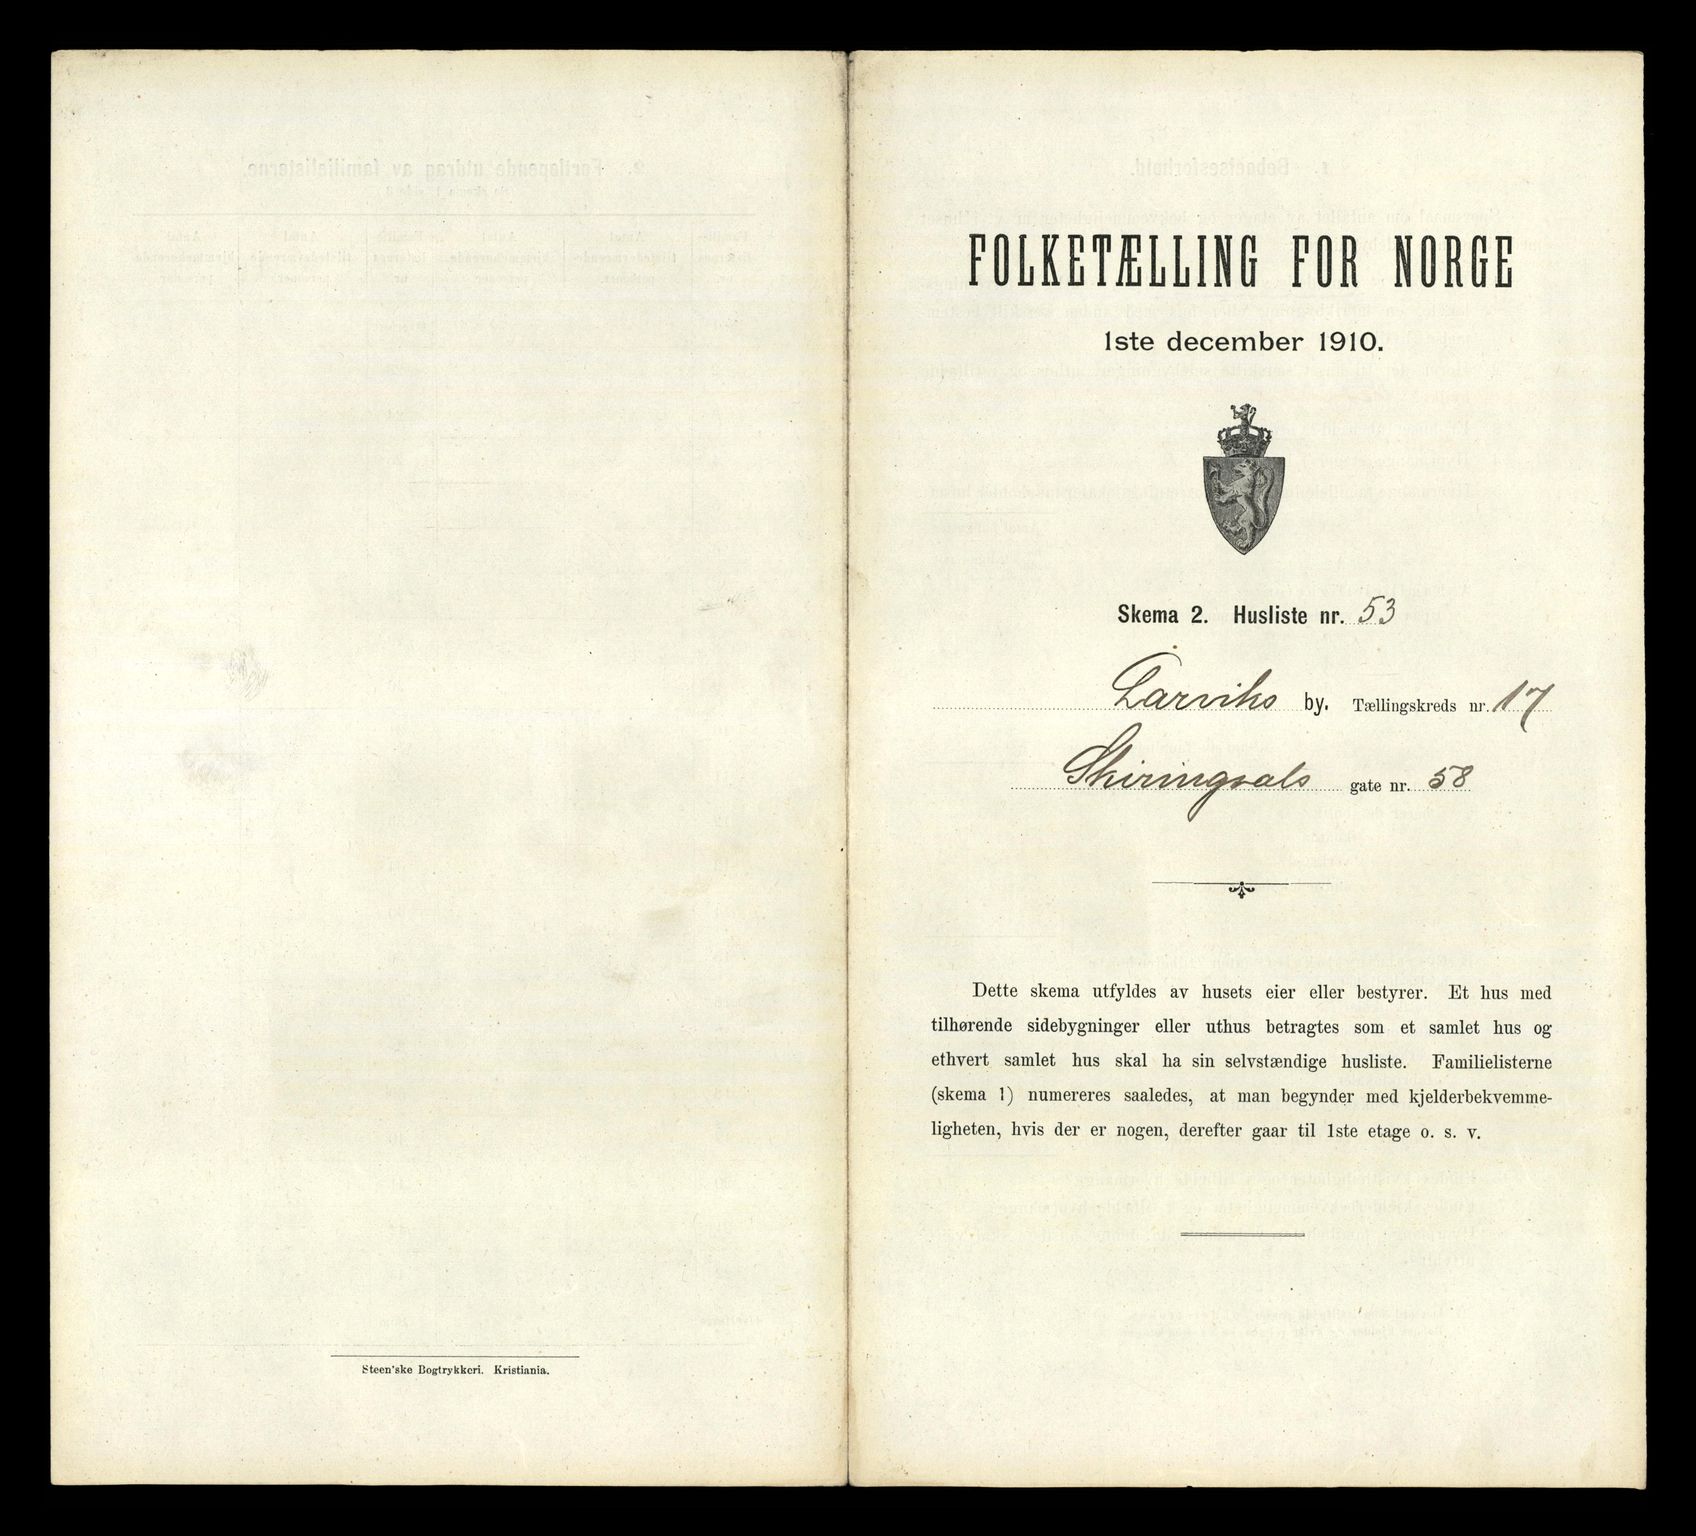 FOLKETÆLLING FOR NORGE
1ste december 1910.
Skema 2. Husliste nr. 53
Larviks by. Tællingskreds nr. 17
Skiringsals gate nr. 58
Dette skema utfyldes av husets eier eller bestyrer. Et hus med
tilhørende sidebygninger eller uthus betragtes som et samlet hus og
ethvert samlet hus skal ha sin selvstændige husliste. Familielisterne
(skema 1) numereres saaledes, at man begynder med kjelderbekvemme-
ligheten, hvis der er nogen, derefter gaar til 1ste etage o. s. v.
Steen'ske Bogtrykkeri. Kristiania.